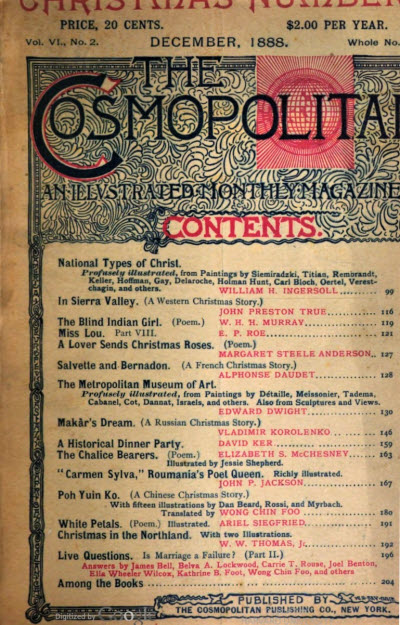 CHRISTMAS NUMBER
PRICE, 20 CENTS. $2.00 PER YEAR.
Vol. VI., No. 2. DECEMBER, 1888. Whole No.
THE
COSMOPOLITAN
AN ILLVSTRATED MONTHLY MAGAZINE
CONTENTS.
National Types of Christ.
Profusely illustrated, from Paintings by Siemiradzki, Titian, Rembrandt,
Keller, Hoffman, Gay, Delaroche, Holman Hunt, Carl Bloch, Oertel, Verest-
chagin, and others.
WILLIAM H. INGERSOLL 99
In Sierra Valley. (A Western Christmas Story.)
JOHN PRESTON TRUE 116
The Blind Indian Girl. (Poem.) W. H. H. MURRAY 119
Miss Lou. Part VIII. E. P. ROE 121
A Lover Sends Christmas Roses. (Poem.)
MARGARET STEELE ANDERSON 127
Salvette and Bernadon. (A French Christmas Story.)
ALPHONSE DAUDET 128
The Metropolitan Museum of Art.
Profusely illustrated, from Paintings by Détaille, Meissonier, Tadema,
Cabanel, Cot, Dannat, Israels, and others. Also from Sculptures and Views.
EDWARD DWIGHT 130
Makàr's Dream. (A Russian Christmas Story.)
VLADIMIR KOROLENKO 146
A Historical Dinner Party. DAVID KER 159
The Chalice Bearers. (Poem.) ELIZABETH S. McCHESNEY 163
Illustrated by Jessie Shepherd.
"Carmen Sylva," Roumania's Poet Queen. Richly illustrated.
JOHN P. JACKSON 167
Poh Yuin Ko. (A Chinese Christmas Story.)
With fifteen illustrations by Dan Beard, Rossi, and Myrbach.
Translated by WONG CHIN FOO 180
White Petals. (Poem.) Illustrated. ARIEL SIEGFRIED 191
Christmas in the Northland. With two Illustrations.
W. W. THOMAS, Jr. 192
Live Questions. Is Marriage a Failure? (Part II.) 196
Answers by James Bell, Belva A. Lockwood, Carrie T. Rouse, Joel Benton,
Ella Wheeler Wilcox, Kathrine B. Foot, Wong Chin Foo, and others
Among the Books 204
PUBLISHED BY
THE COSMOPOLITAN PUBLISHING CO., NEW YORK.
Digitized by